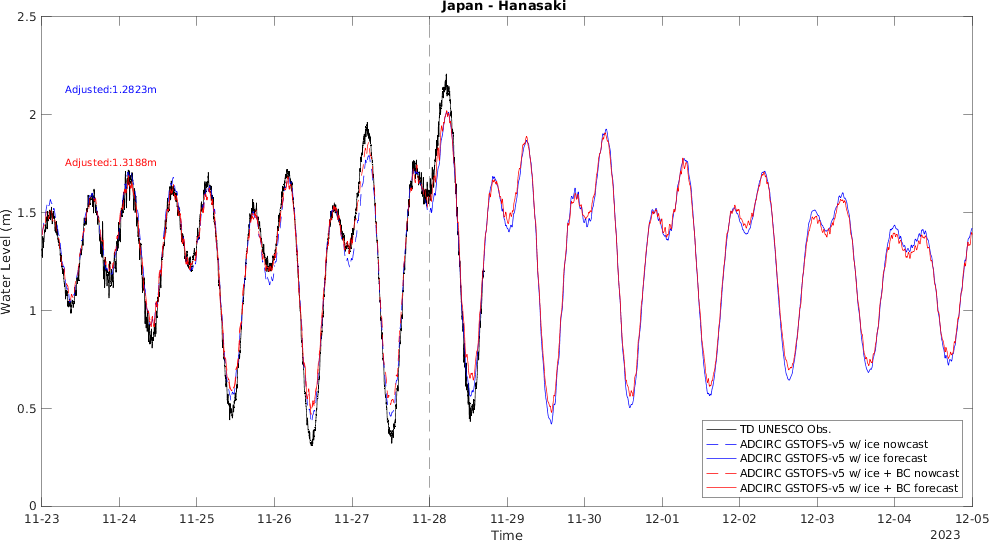 Japan - Hanasaki
2.5
2
1.5
1
0.5
0
Water Level (m)
Adjusted:1.2823m
Adjusted:1.3188m
TD UNESCO Obs.
ADCIRC GSTOFS-v5 w/ ice nowcast
ADCIRC GSTOFS-v5 w/ ice forecast
ADCIRC GSTOFS-v5 w/ ice + BC nowcast
ADCIRC GSTOFS-v5 w/ ice + BC forecast
11-23 11-24 11-25 11-26 11-27 11-28 11-29 11-30 12-01 12-02 12-03 12-04 12-05
Time
2023